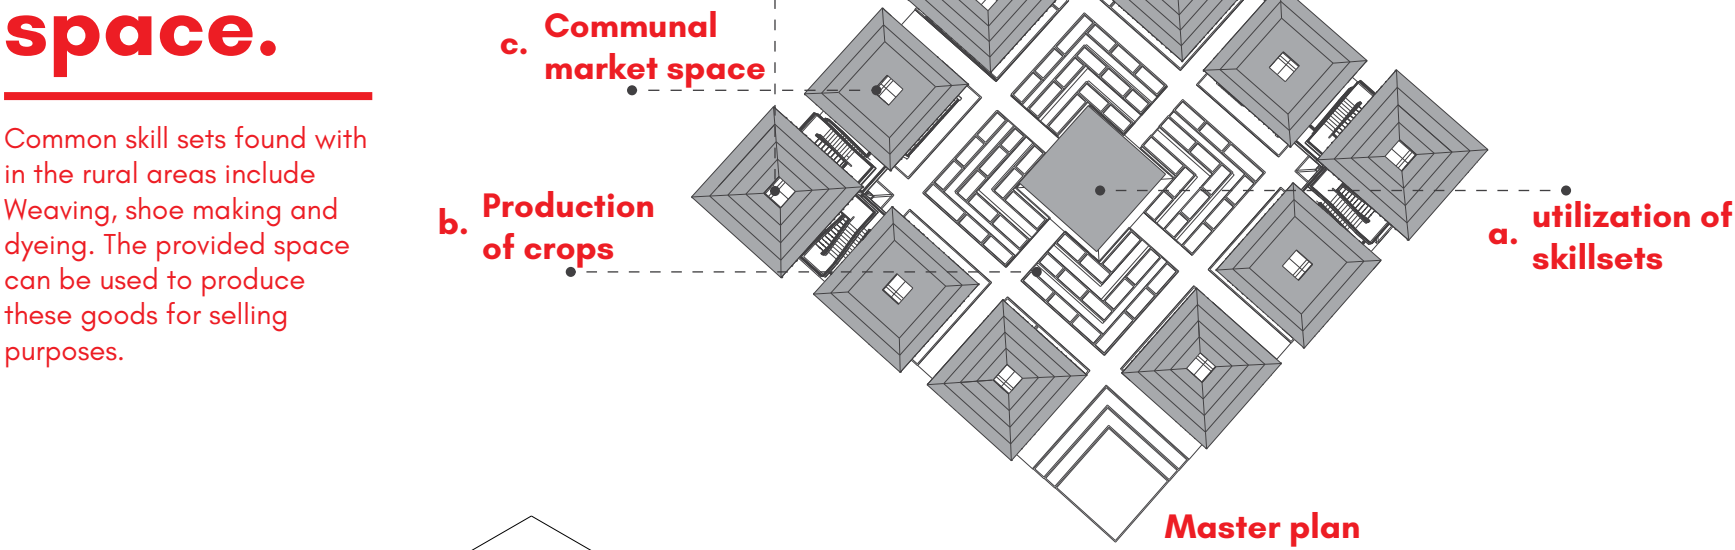 space.
Common skill sets found with
in the rural areas include
Weaving, shoe making and
dyeing. The provided space
can be used to produce
these goods for selling
purposes.
c. Communal
market space
b. Production
of crops
a. utilization of
skillsets
Master plan